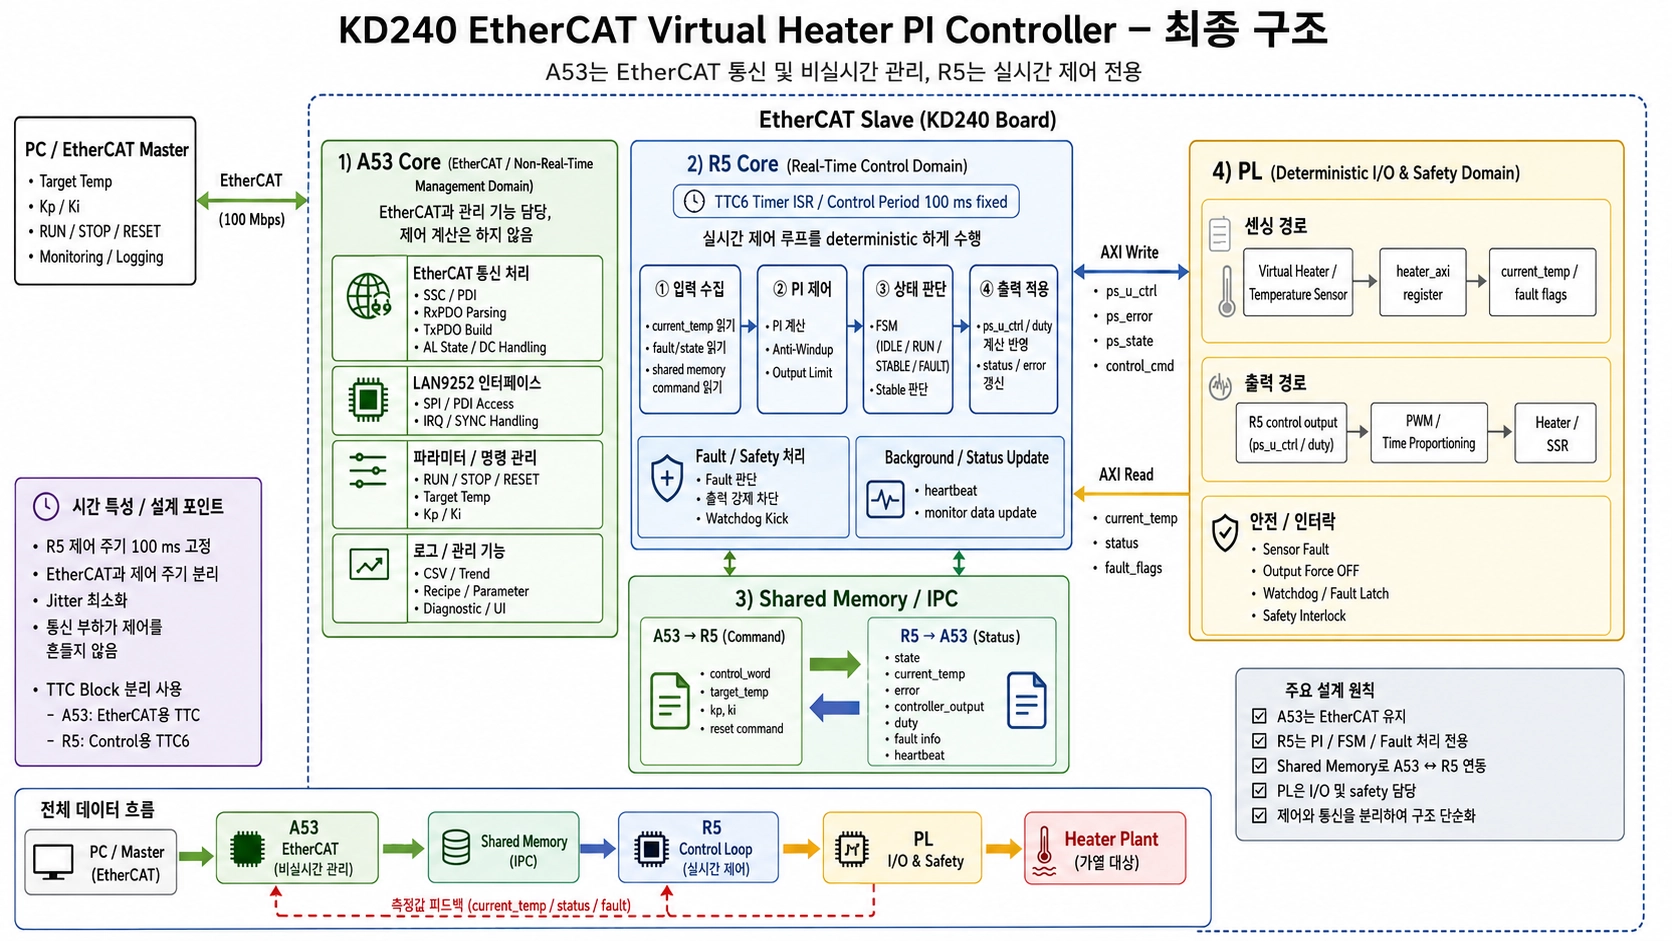 KD240 EtherCAT Virtual Heater PI Controller – 최종 구조
A53는 EtherCAT 통신 및 비실시간 관리, R5는 실시간 제어 전용
PC / EtherCAT Master
• Target Temp
• Kp / Ki
• RUN / STOP / RESET
• Monitoring / Logging
EtherCAT
(100 Mbps)
EtherCAT Slave (KD240 Board)
1) A53 Core (EtherCAT / Non-Real-Time
Management Domain)
EtherCAT과 관리 기능 담당,
제어 계산은 하지 않음
EtherCAT 통신 처리
• SSC / PDI
• RxPDO Parsing
• TxPDO Build
• AL State / DC Handling
LAN9252 인터페이스
• SPI / PDI Access
• IRQ / SYNC Handling
파라미터 / 명령 관리
• RUN / STOP / RESET
• Target Temp
• Kp / Ki
로그 / 관리 기능
• CSV / Trend
• Recipe / Parameter
• Diagnostic / UI
2) R5 Core (Real-Time Control Domain)
TTC6 Timer ISR / Control Period 100 ms fixed
실시간 제어 루프를 deterministic 하게 수행
① 입력 수집
• current_temp 읽기
• fault/state 읽기
• shared memory
command 읽기
② PI 제어
• PI 계산
• Anti-Windup
• Output Limit
③ 상태 판단
• FSM
(IDLE / RUN /
STABLE / FAULT)
• Stable 판단
④ 출력 적용
• ps_u_ctrl / duty
계산 반영
• status / error
갱신
Fault / Safety 처리
• Fault 판단
• 출력 강제 차단
• Watchdog Kick
Background / Status Update
• heartbeat
• monitor data update
3) Shared Memory / IPC
A53 → R5 (Command)
• control_word
• target_temp
• kp, ki
• reset command
R5 → A53 (Status)
• state
• current_temp
• error
• controller_output
• duty
• fault info
• heartbeat
AXI Write
• ps_u_ctrl
• ps_error
• ps_state
• control_cmd
AXI Read
• current_temp
• status
• fault_flags
4) PL (Deterministic I/O & Safety Domain)
센싱 경로
Virtual Heater /
Temperature Sensor
heater_axi
register
current_temp /
fault flags
출력 경로
R5 control output
(ps_u_ctrl / duty)
PWM /
Time Proportioning
Heater /
SSR
안전 / 인터락
• Sensor Fault
• Output Force OFF
• Watchdog / Fault Latch
• Safety Interlock
시간 특성 / 설계 포인트
• R5 제어 주기 100 ms 고정
• EtherCAT과 제어 주기 분리
• Jitter 최소화
• 통신 부하가 제어를
흔들지 않음
• TTC Block 분리 사용
– A53: EtherCAT용 TTC
– R5: Control용 TTC6
주요 설계 원칙
☑ A53는 EtherCAT 유지
☑ R5는 PI / FSM / Fault 처리 전용
☑ Shared Memory로 A53 ↔ R5 연동
☑ PL은 I/O 및 safety 담당
☑ 제어와 통신을 분리하여 구조 단순화
전체 데이터 흐름
PC / Master
(EtherCAT)
A53
EtherCAT
(비실시간 관리)
Shared Memory
(IPC)
R5
Control Loop
(실시간 제어)
PL
I/O & Safety
Heater Plant
(가열 대상)
측정값 피드백 (current_temp / status / fault)